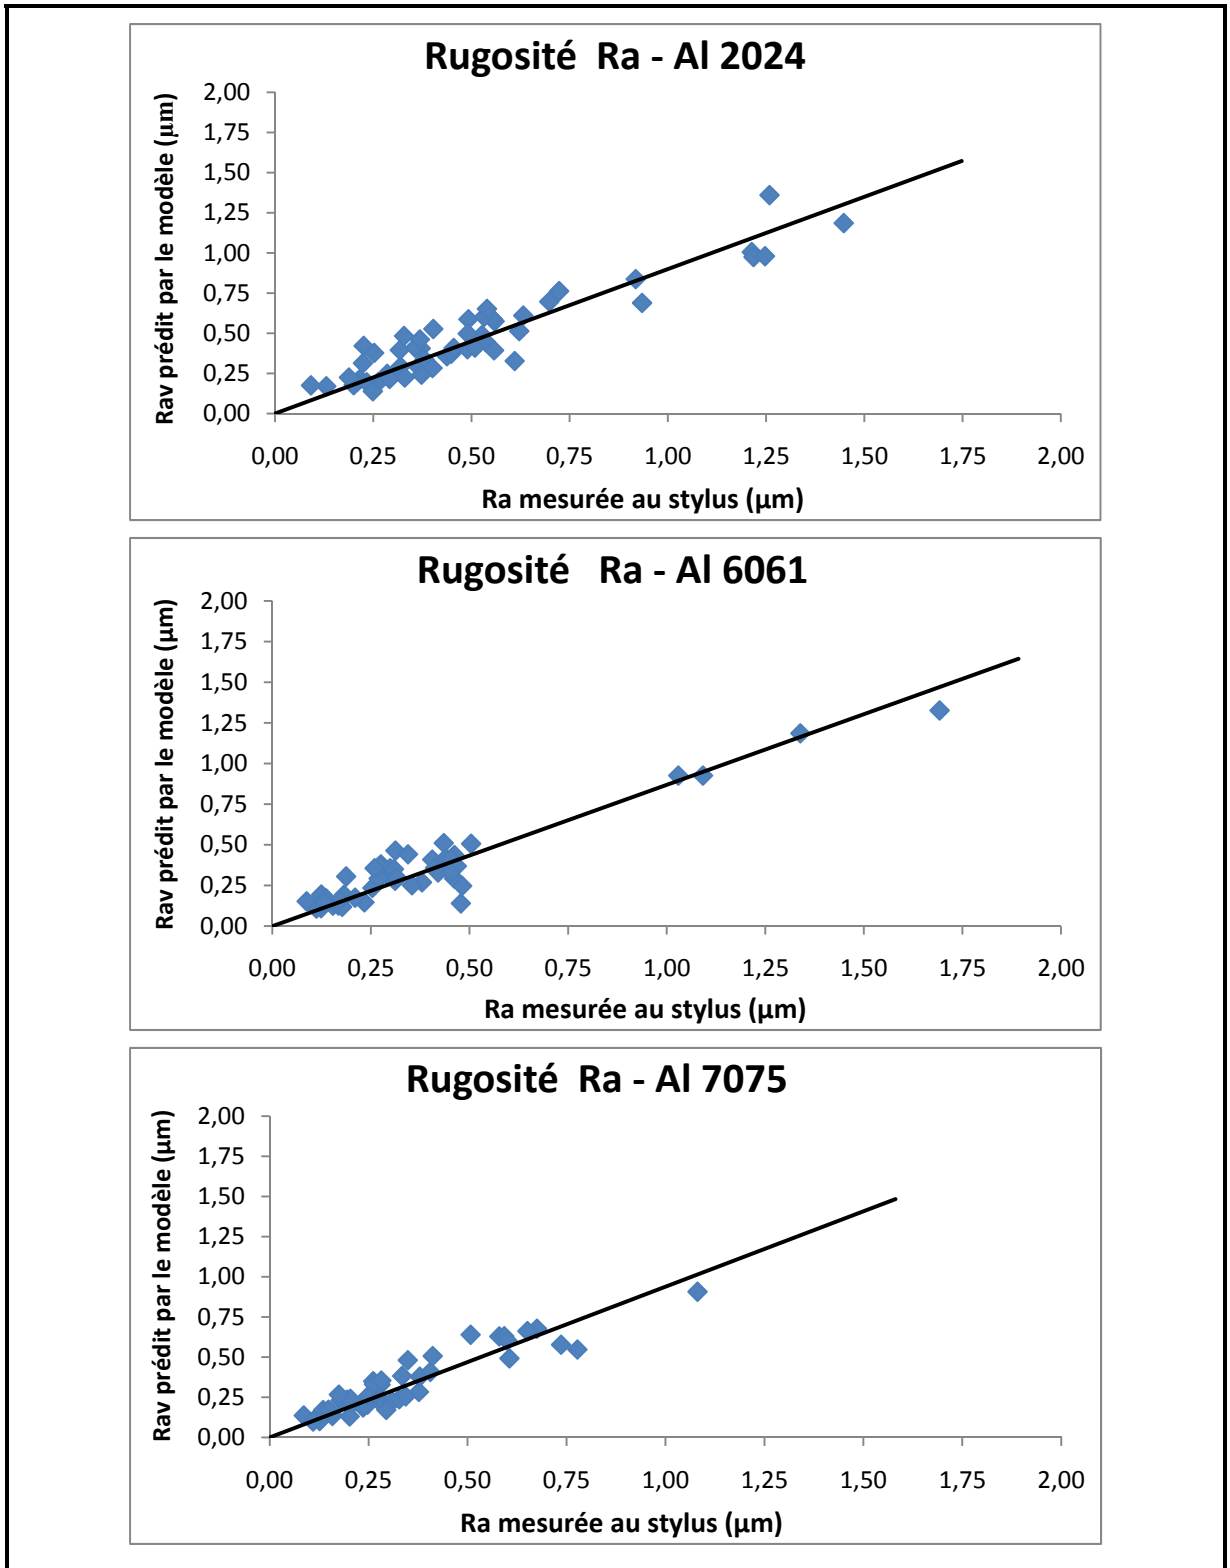 Rugosité  Ra - Al 2024
Rav prédit par le modèle (µm)
2,00
1,75
1,50
1,25
1,00
0,75
0,50
0,25
0,00
0,00 0,25 0,50 0,75 1,00 1,25 1,50 1,75 2,00
Ra mesurée au stylus (µm)
Rugosité   Ra - Al 6061
Rav prédit par le modèle (µm)
2,00
1,75
1,50
1,25
1,00
0,75
0,50
0,25
0,00
0,00 0,25 0,50 0,75 1,00 1,25 1,50 1,75 2,00
Ra mesurée au stylus (µm)
Rugosité  Ra - Al 7075
Rav prédit par le modèle (µm)
2,00
1,75
1,50
1,25
1,00
0,75
0,50
0,25
0,00
0,00 0,25 0,50 0,75 1,00 1,25 1,50 1,75 2,00
Ra mesurée au stylus (µm)